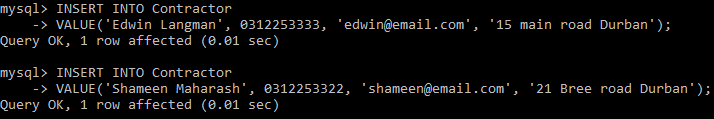 mysql> INSERT INTO Contractor
    -> VALUE('Edwin Langman', 0312253333, 'edwin@email.com', '15 main road Durban');
Query OK, 1 row affected (0.01 sec)
mysql> INSERT INTO Contractor
    -> VALUE('Shameen Maharash', 0312253322, 'shameen@email.com', '21 Bree road Durban');
Query OK, 1 row affected (0.01 sec)